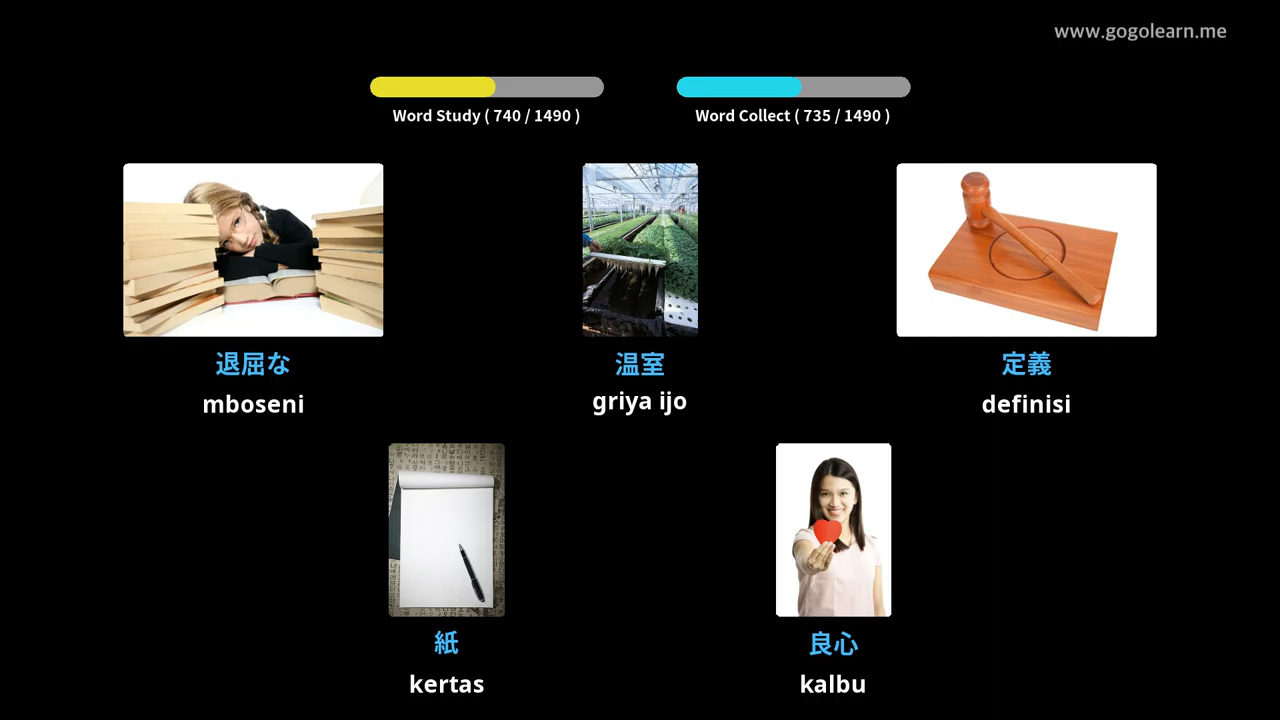 www.gogolearn.me
Word Study ( 740 / 1490 )
Word Collect ( 735 / 1490 )
退屈な
mboseni
温室
griya ijo
定義
definisi
紙
kertas
良心
kalbu